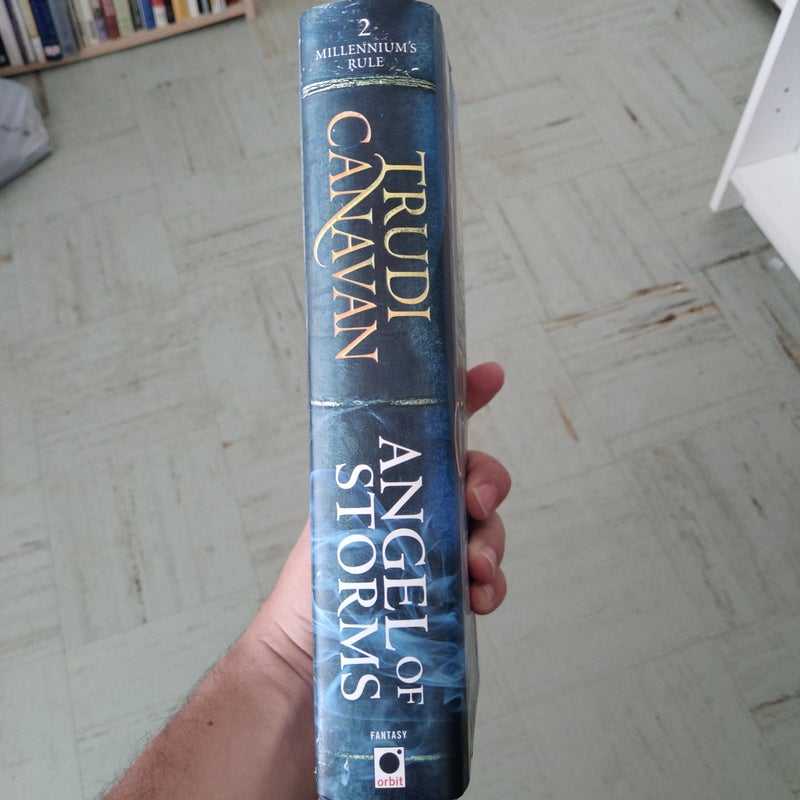 2
MILLENNIUM'S
RULE
TRUDI
CANAVAN
ANGEL OF
STORMS
FANTASY
orbit